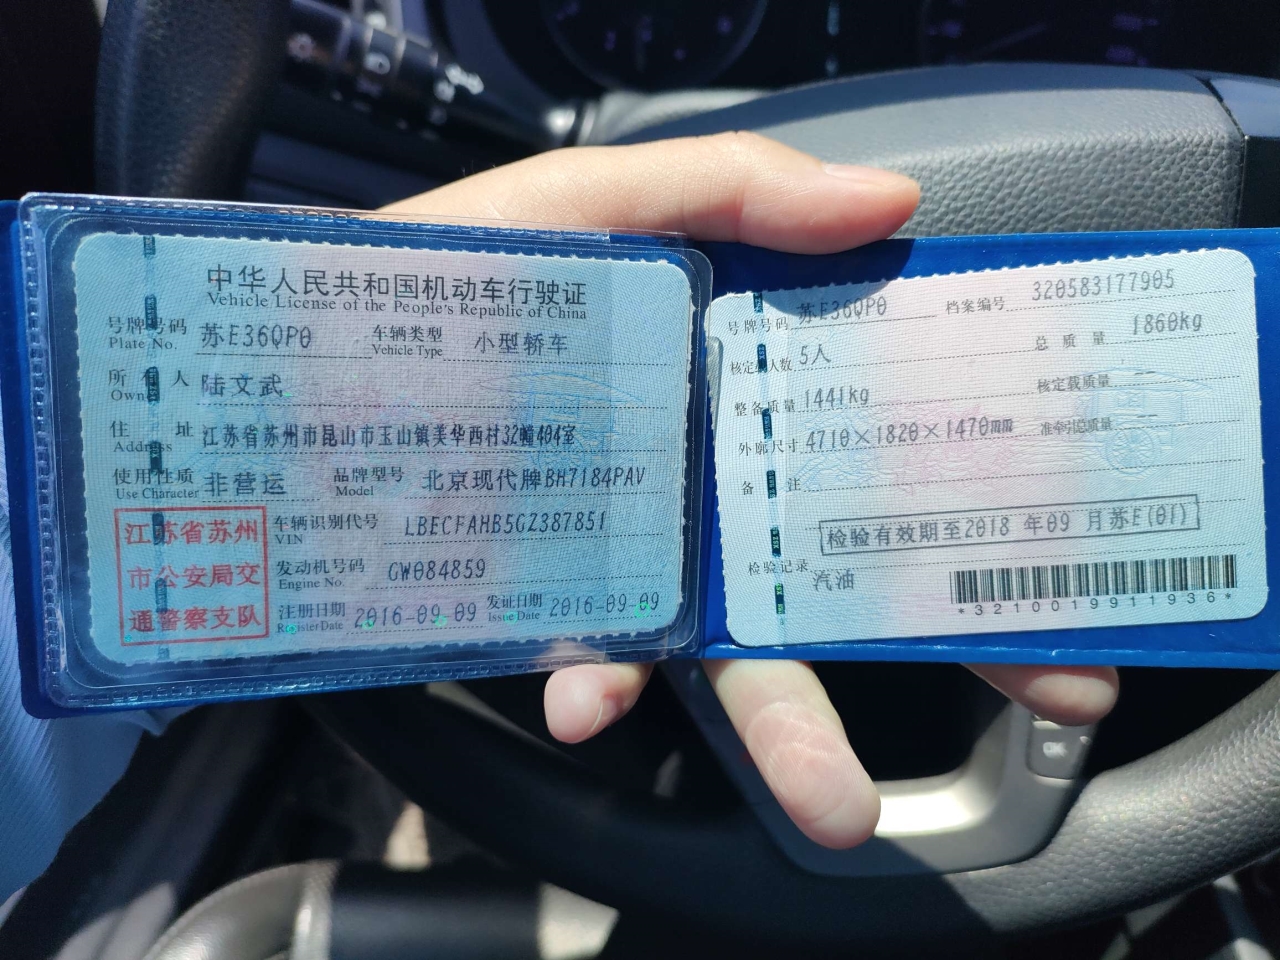 中华人民共和国机动车行驶证
Vehicle License of the People's Republic of China
号牌号码 苏E36QP0 车辆类型 小型轿车
Plate No. Vehicle Type
所有人 陆文武
Owner
住址 江苏省苏州市昆山市玉山镇美华西村32幢404室
Address
使用性质 非营运 品牌型号 北京现代牌BH7184PAV
Use Character Model
江苏省苏州
市公安局交
通警察支队
车辆识别代号 LBECFAHB5GZ387851
VIN
发动机号码 GW084859
Engine No.
注册日期 2016-09-09 发证日期 2016-09-09
Register Date Issue Date
号牌号码 苏E36QP0 档案编号 320583177905
核定载人数 5人 总质量 1860kg
整备质量 1441kg 核定载质量 --
外廓尺寸 4710×1820×1470mm 准牵引总质量 --
备注
检验有效期至2018 年09 月苏E(01)
检验记录
汽油
*3210019911936*
OK